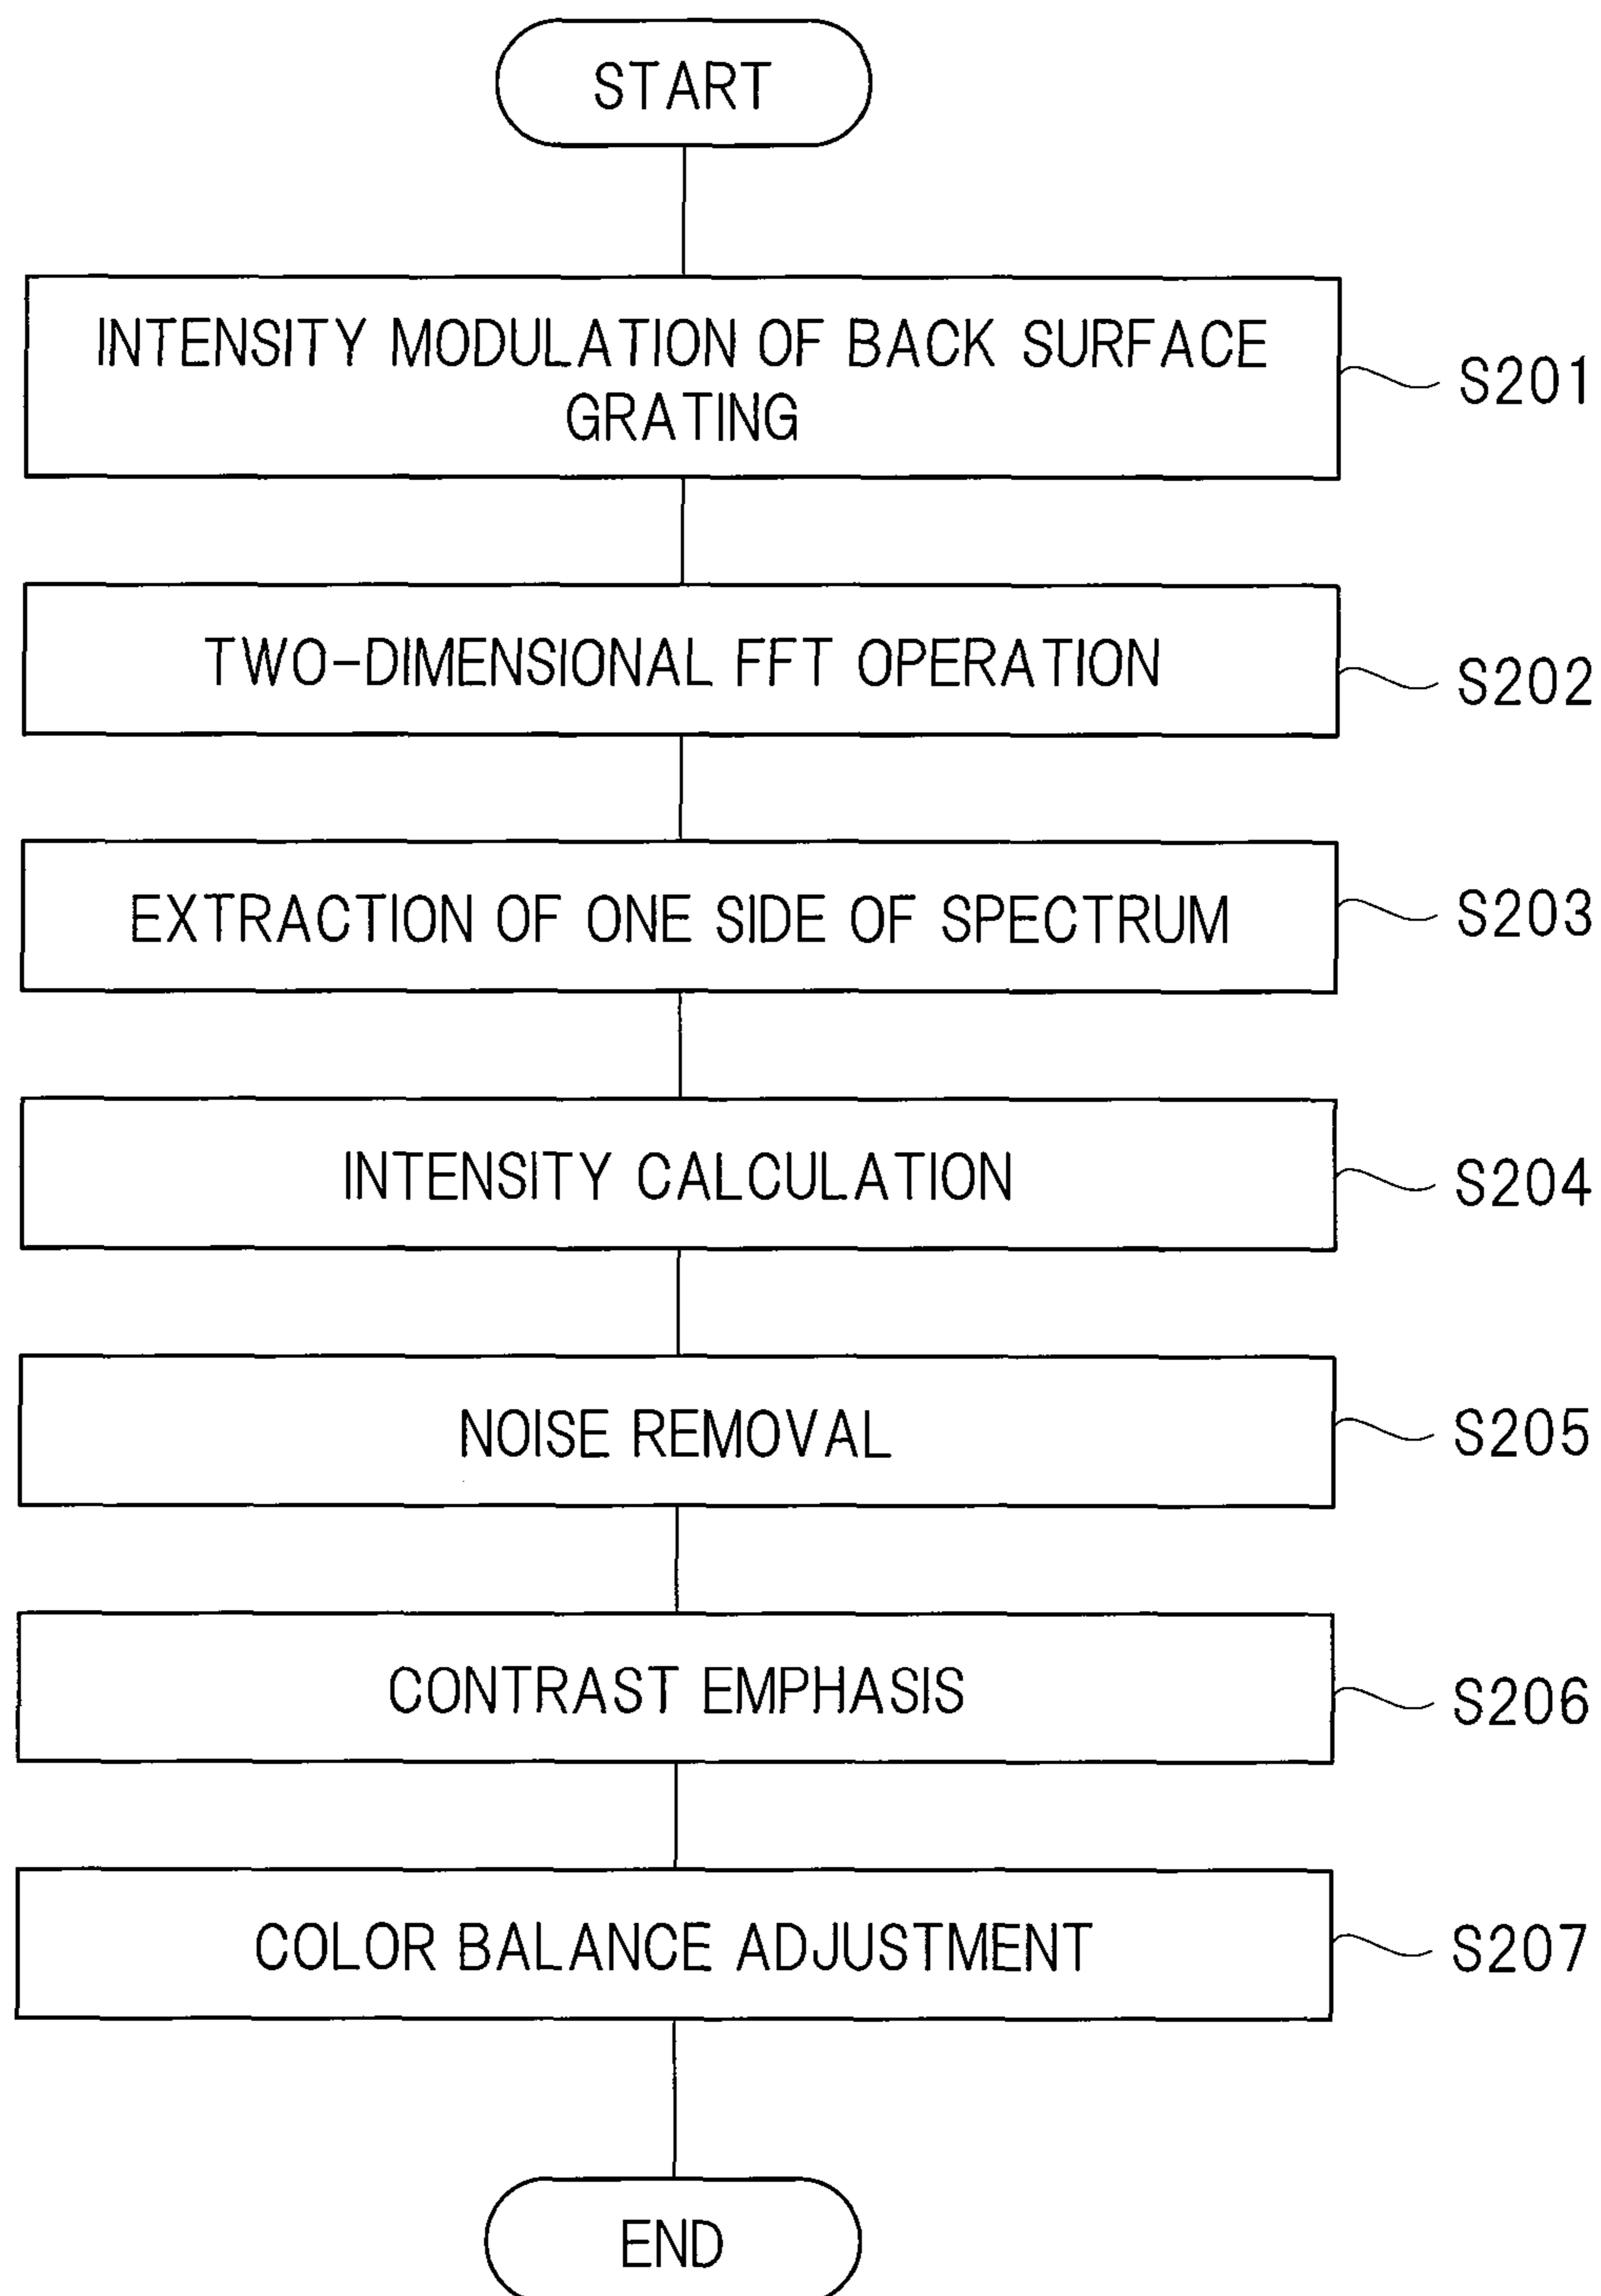 START
INTENSITY MODULATION OF BACK SURFACE
GRATING
S201
TWO-DIMENSIONAL FFT OPERATION
S202
EXTRACTION OF ONE SIDE OF SPECTRUM
S203
INTENSITY CALCULATION
S204
NOISE REMOVAL
S205
CONTRAST EMPHASIS
S206
COLOR BALANCE ADJUSTMENT
S207
END